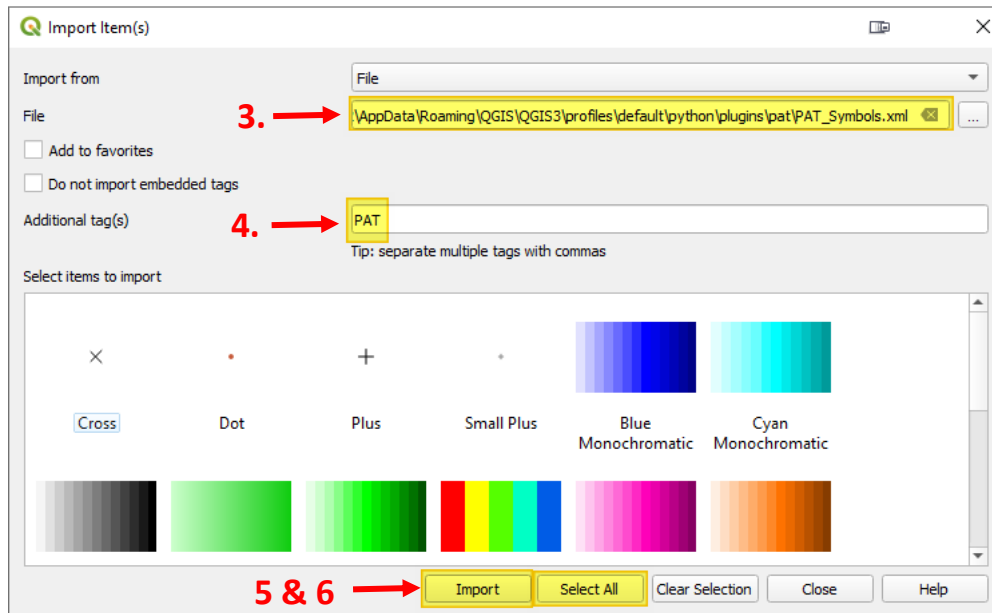 Import Item(s)
Import from
File
File
3.
:\AppData\Roaming\QGIS\QGIS3\profiles\default\python\plugins\pat\PAT_Symbols.xml
...
Add to favorites
Do not import embedded tags
Additional tag(s)
4.
PAT
Tip: separate multiple tags with commas
Select items to import
Cross
Dot
Plus
Small Plus
Blue
Monochromatic
Cyan
Monochromatic
5 & 6
Import
Select All
Clear Selection
Close
Help